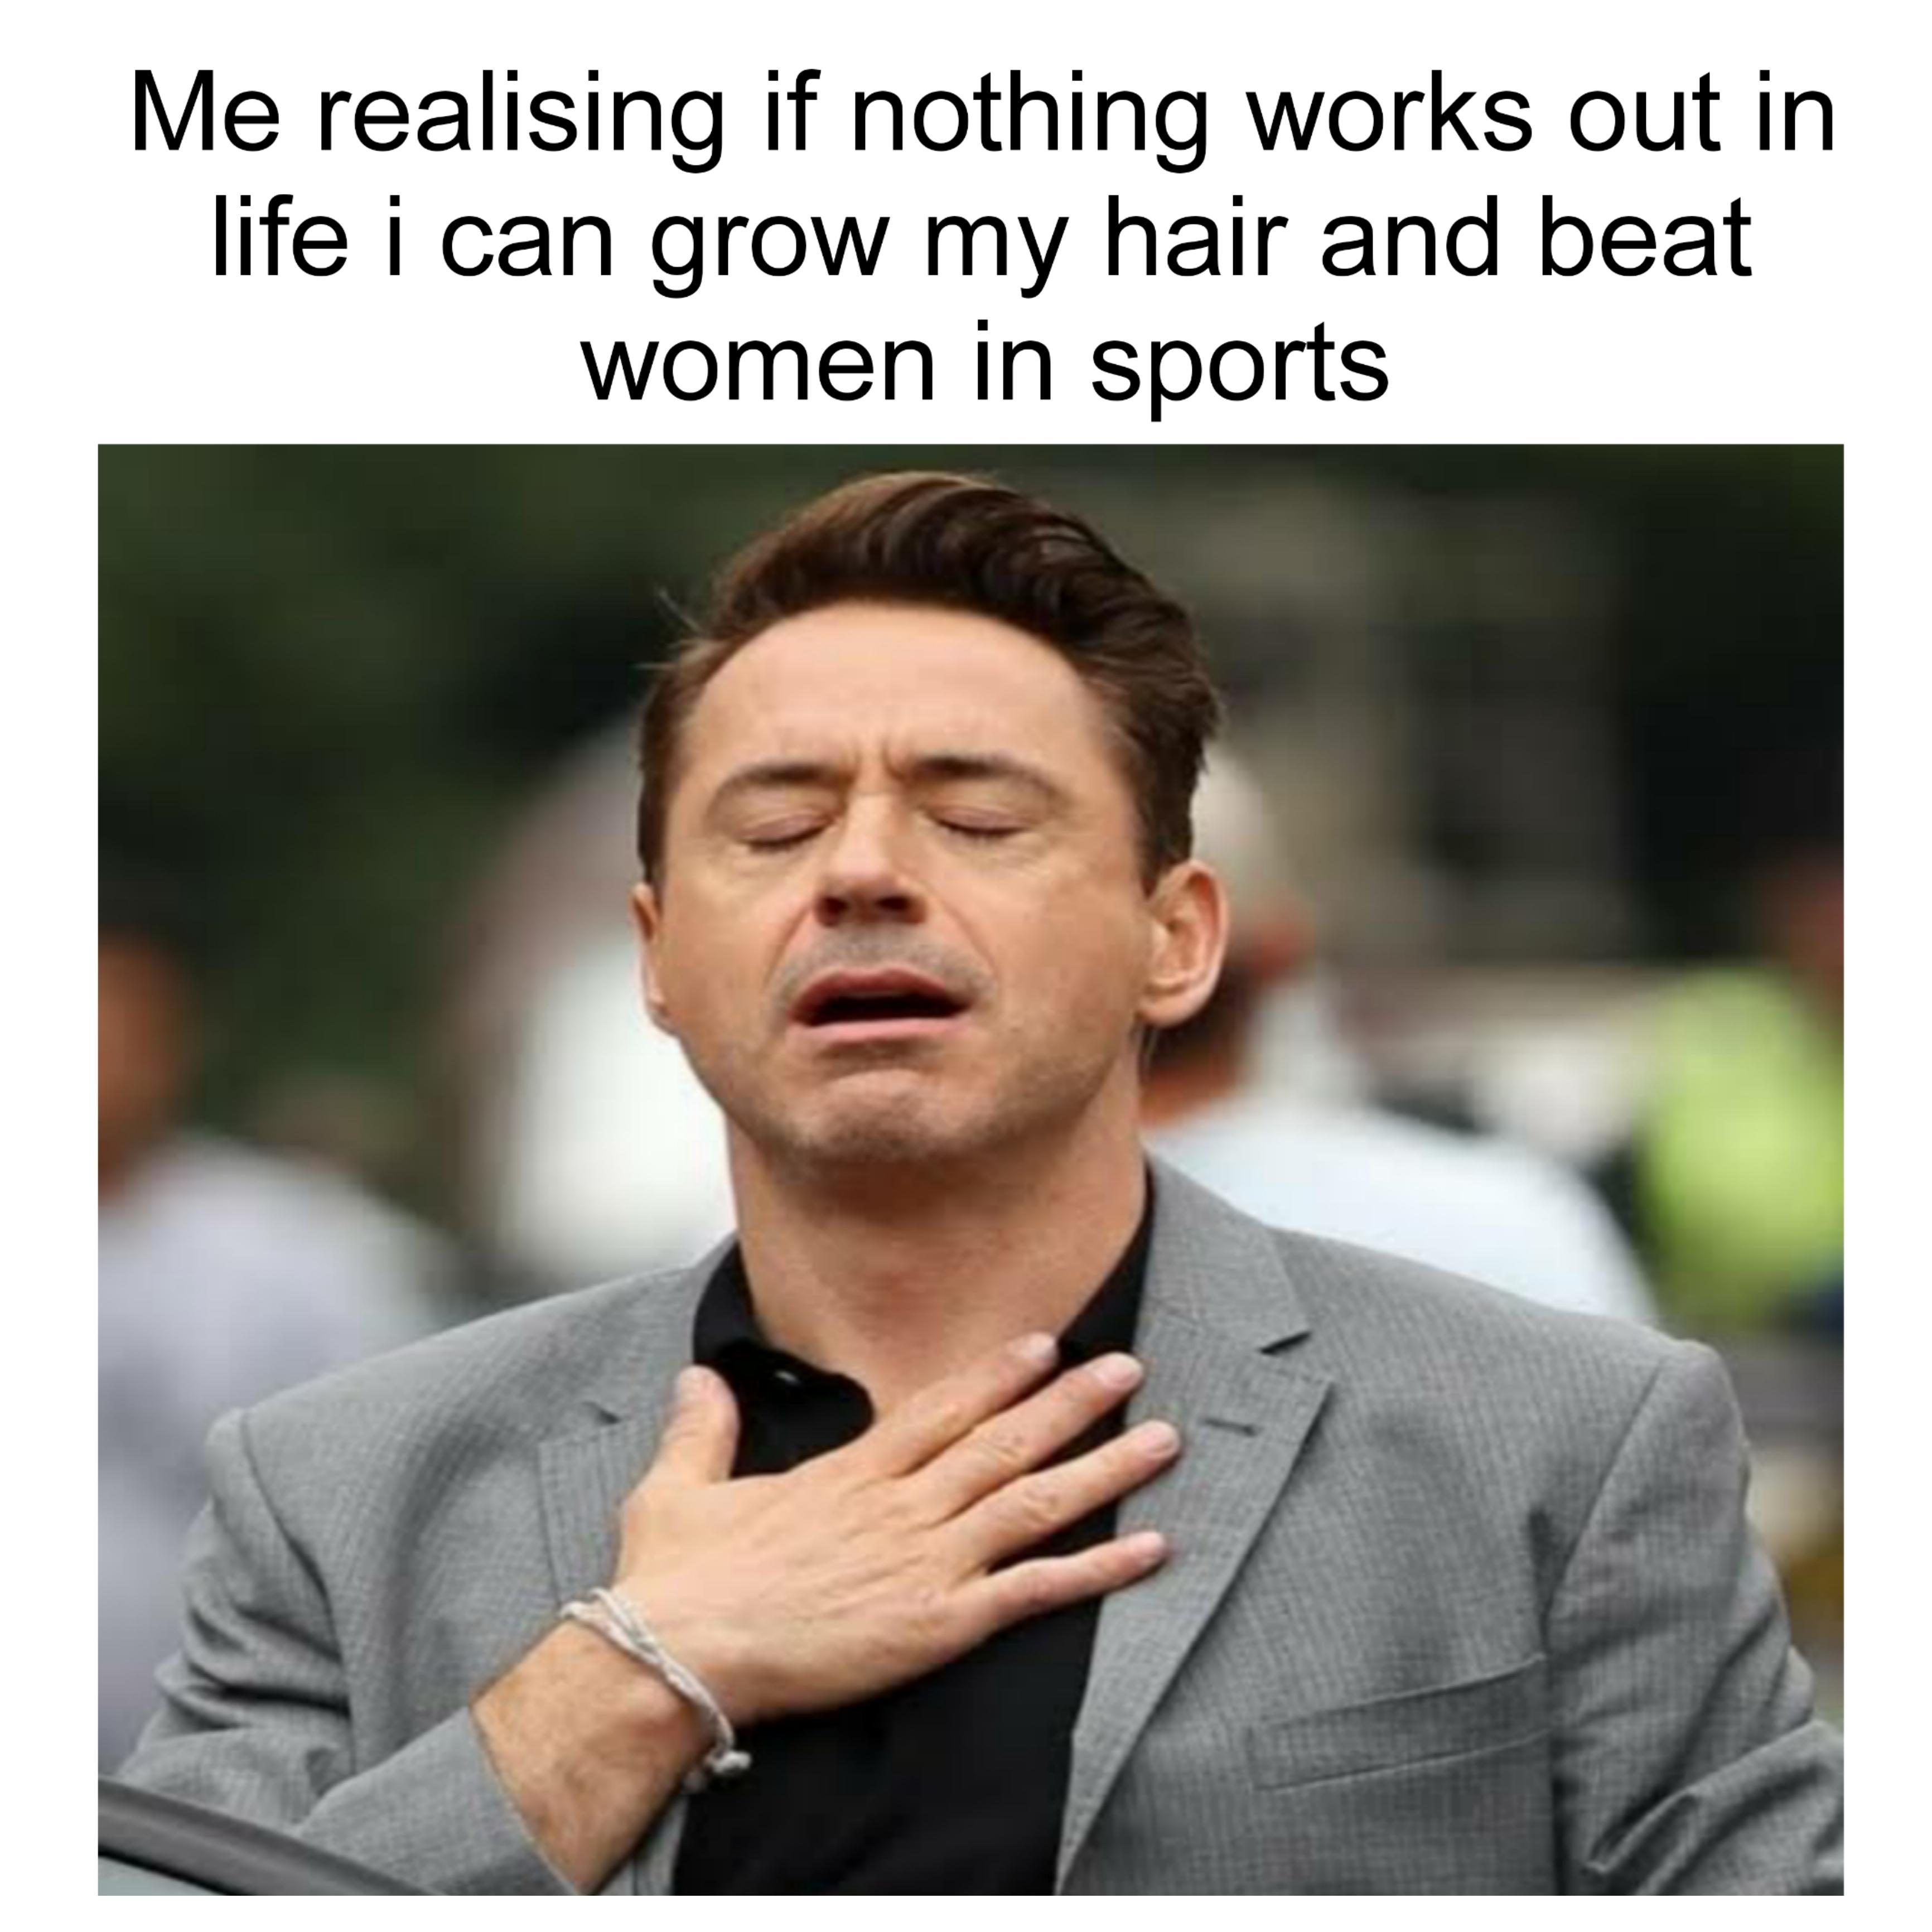 Me realising if nothing works out in
life i can grow my hair and beat
women in sports